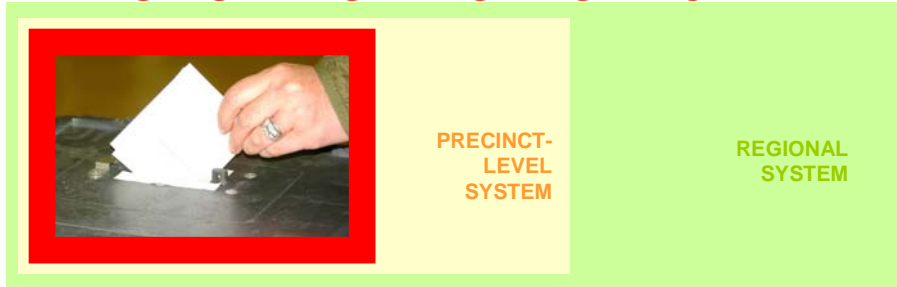 PRECINCT-
LEVEL
SYSTEM
REGIONAL
SYSTEM